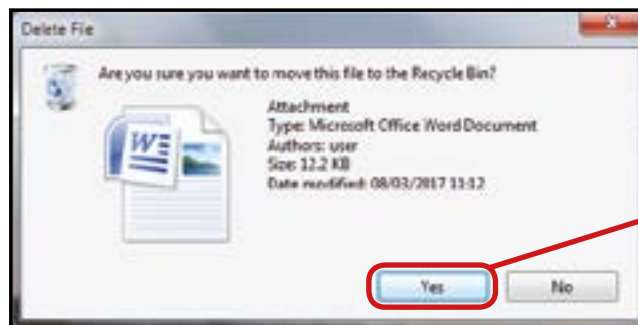 Delete File
Are you sure you want to move this file to the Recycle Bin?
Attachment
Type: Microsoft Office Word Document
Authors: user
Size: 12.2 KB
Date modified: 08/03/2017 11:12
W
Yes
No